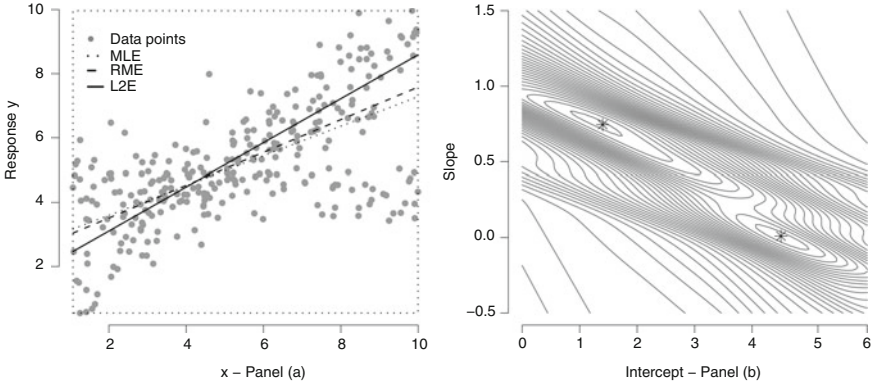 10
8
6
4
2
Response y
Data points
MLE
RME
L2E
2
4
6
8
10
x – Panel (a)
1.5
1.0
0.5
0.0
–0.5
Slope
0
1
2
3
4
5
6
Intercept – Panel (b)